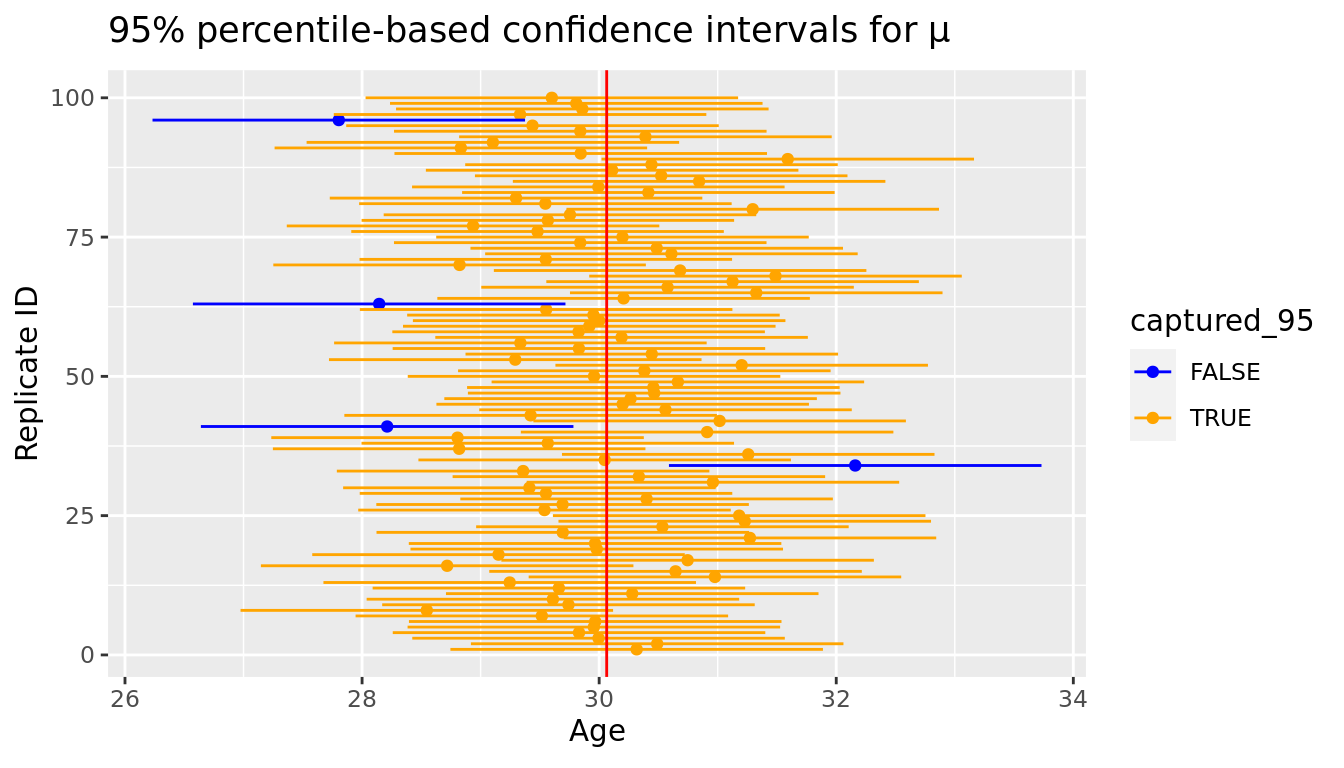 95% percentile-based confidence intervals for μ
100
75
50
25
0
Replicate ID
26 28 30 32 34
Age
captured_95
FALSE
TRUE